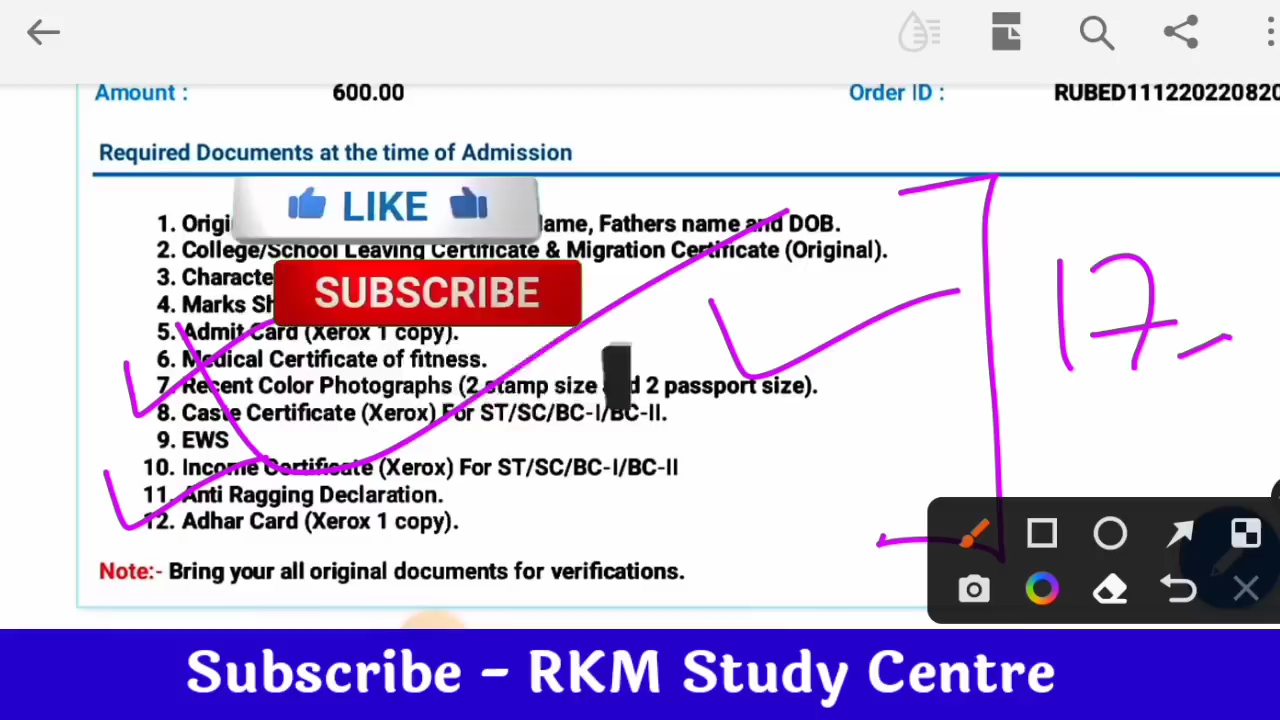 Amount : 600.00 Order ID : RUBED111220220820
Required Documents at the time of Admission
LIKE
1. Origi ame, Fathers name and DOB.
2. College/School Leaving Certificate & Migration Certificate (Original).
3. Characte
SUBSCRIBE
4. Marks Sh
5. Admit Card (Xerox 1 copy).
6. Medical Certificate of fitness.
7. Recent Color Photographs (2 stamp size and 2 passport size).
8. Caste Certificate (Xerox) For ST/SC/BC-I/BC-II.
9. EWS
10. Income Certificate (Xerox) For ST/SC/BC-I/BC-II
11. Anti Ragging Declaration.
12. Adhar Card (Xerox 1 copy).
17
Note:- Bring your all original documents for verifications.
Subscribe - RKM Study Centre